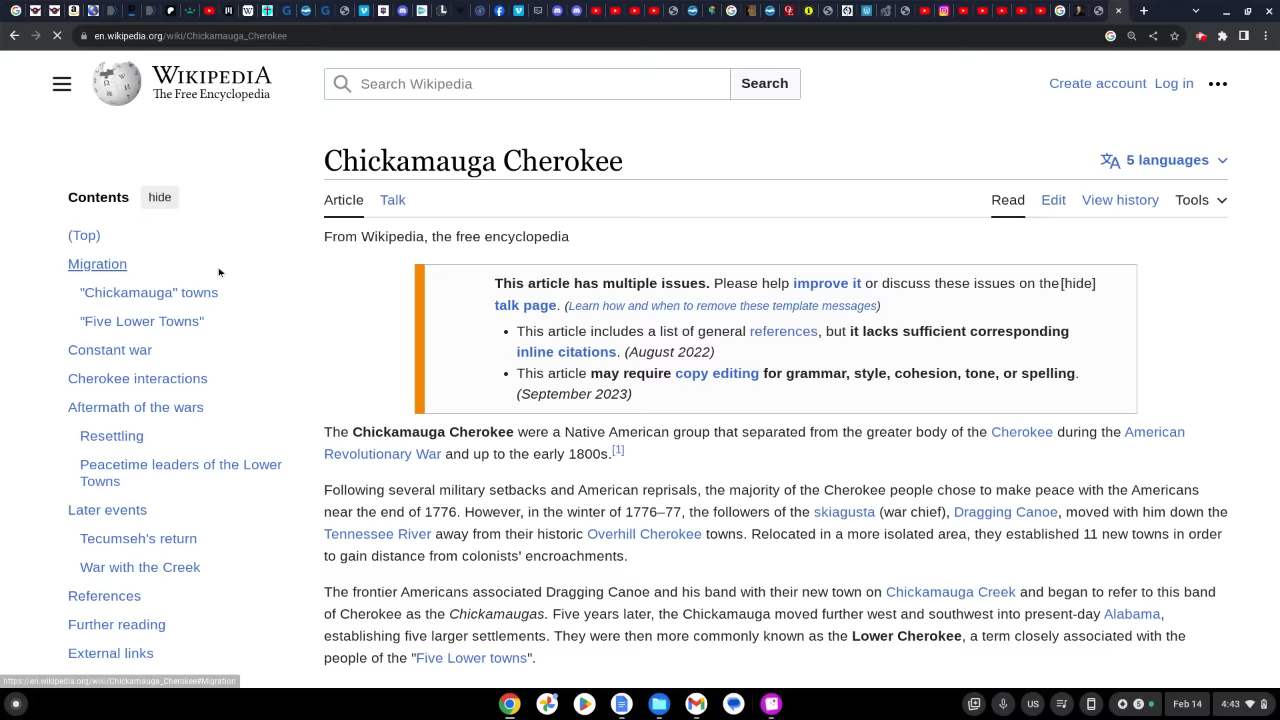 en.wikipedia.org/wiki/Chickamauga_Cherokee
WIKIPEDIA
The Free Encyclopedia
Search Wikipedia
Search
Create account Log in
Chickamauga Cherokee
5 languages
Contents hide
Article Talk
Read Edit View history Tools
(Top)
From Wikipedia, the free encyclopedia
Migration
"Chickamauga" towns
"Five Lower Towns"
Constant war
Cherokee interactions
Aftermath of the wars
Resettling
Peacetime leaders of the Lower
Towns
Later events
Tecumseh's return
War with the Creek
References
Further reading
External links
This article has multiple issues. Please help improve it or discuss these issues on the[hide]
talk page. (Learn how and when to remove these template messages)
• This article includes a list of general references, but it lacks sufficient corresponding
inline citations. (August 2022)
• This article may require copy editing for grammar, style, cohesion, tone, or spelling.
(September 2023)
The Chickamauga Cherokee were a Native American group that separated from the greater body of the Cherokee during the American
Revolutionary War and up to the early 1800s.[1]
Following several military setbacks and American reprisals, the majority of the Cherokee people chose to make peace with the Americans
near the end of 1776. However, in the winter of 1776–77, the followers of the skiagusta (war chief), Dragging Canoe, moved with him down the
Tennessee River away from their historic Overhill Cherokee towns. Relocated in a more isolated area, they established 11 new towns in order
to gain distance from colonists' encroachments.
The frontier Americans associated Dragging Canoe and his band with their new town on Chickamauga Creek and began to refer to this band
of Cherokee as the Chickamaugas. Five years later, the Chickamauga moved further west and southwest into present-day Alabama,
establishing five larger settlements. They were then more commonly known as the Lower Cherokee, a term closely associated with the
people of the "Five Lower towns".
https://en.wikipedia.org/wiki/Chickamauga_Cherokee#Migration
US
Feb 14
4:43